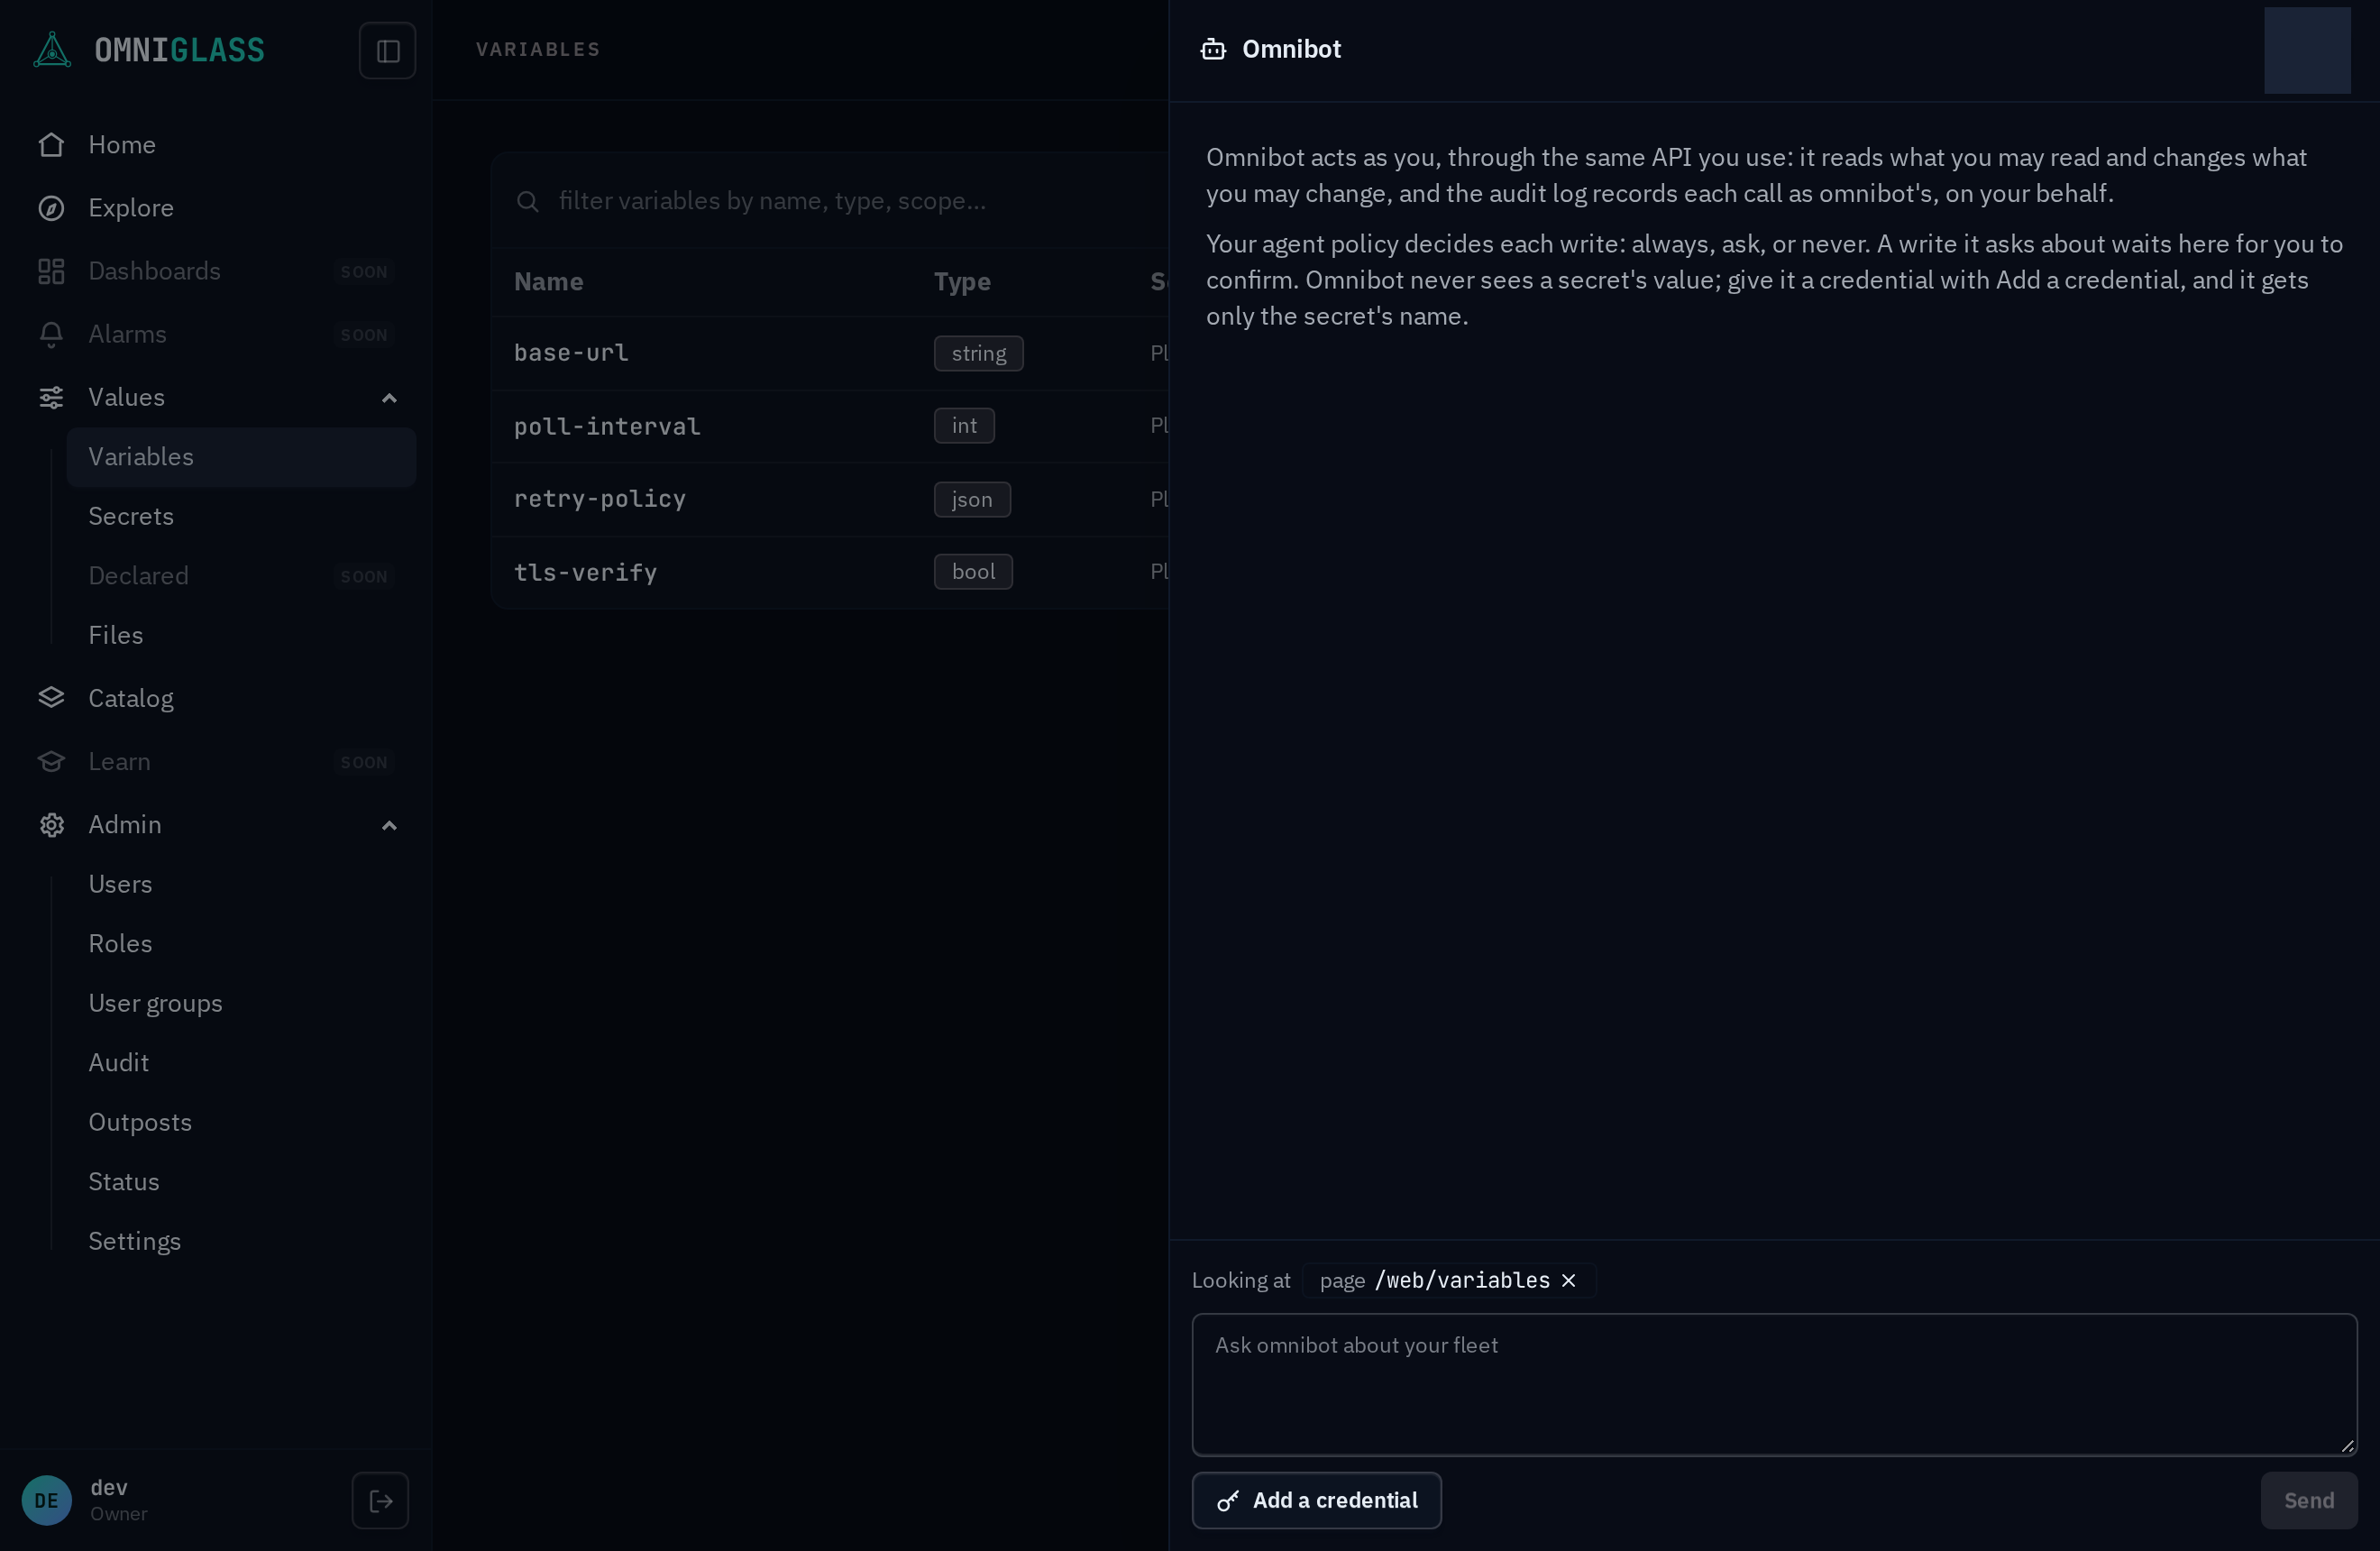 OMNIGLASS
Home
Explore
Dashboards SOON
Alarms SOON
Values
Variables
Secrets
Declared SOON
Files
Catalog
Learn SOON
Admin
Users
Roles
User groups
Audit
Outposts
Status
Settings
DE
dev
Owner
VARIABLES
filter variables by name, type, scope...
Name Type
base-url string Pl
poll-interval int Pl
retry-policy json Pl
tls-verify bool Pl
Omnibot
Omnibot acts as you, through the same API you use: it reads what you may read and changes what
you may change, and the audit log records each call as omnibot's, on your behalf.
Your agent policy decides each write: always, ask, or never. A write it asks about waits here for you to
confirm. Omnibot never sees a secret's value; give it a credential with Add a credential, and it gets
only the secret's name.
Looking at page /web/variables
Ask omnibot about your fleet
Add a credential
Send